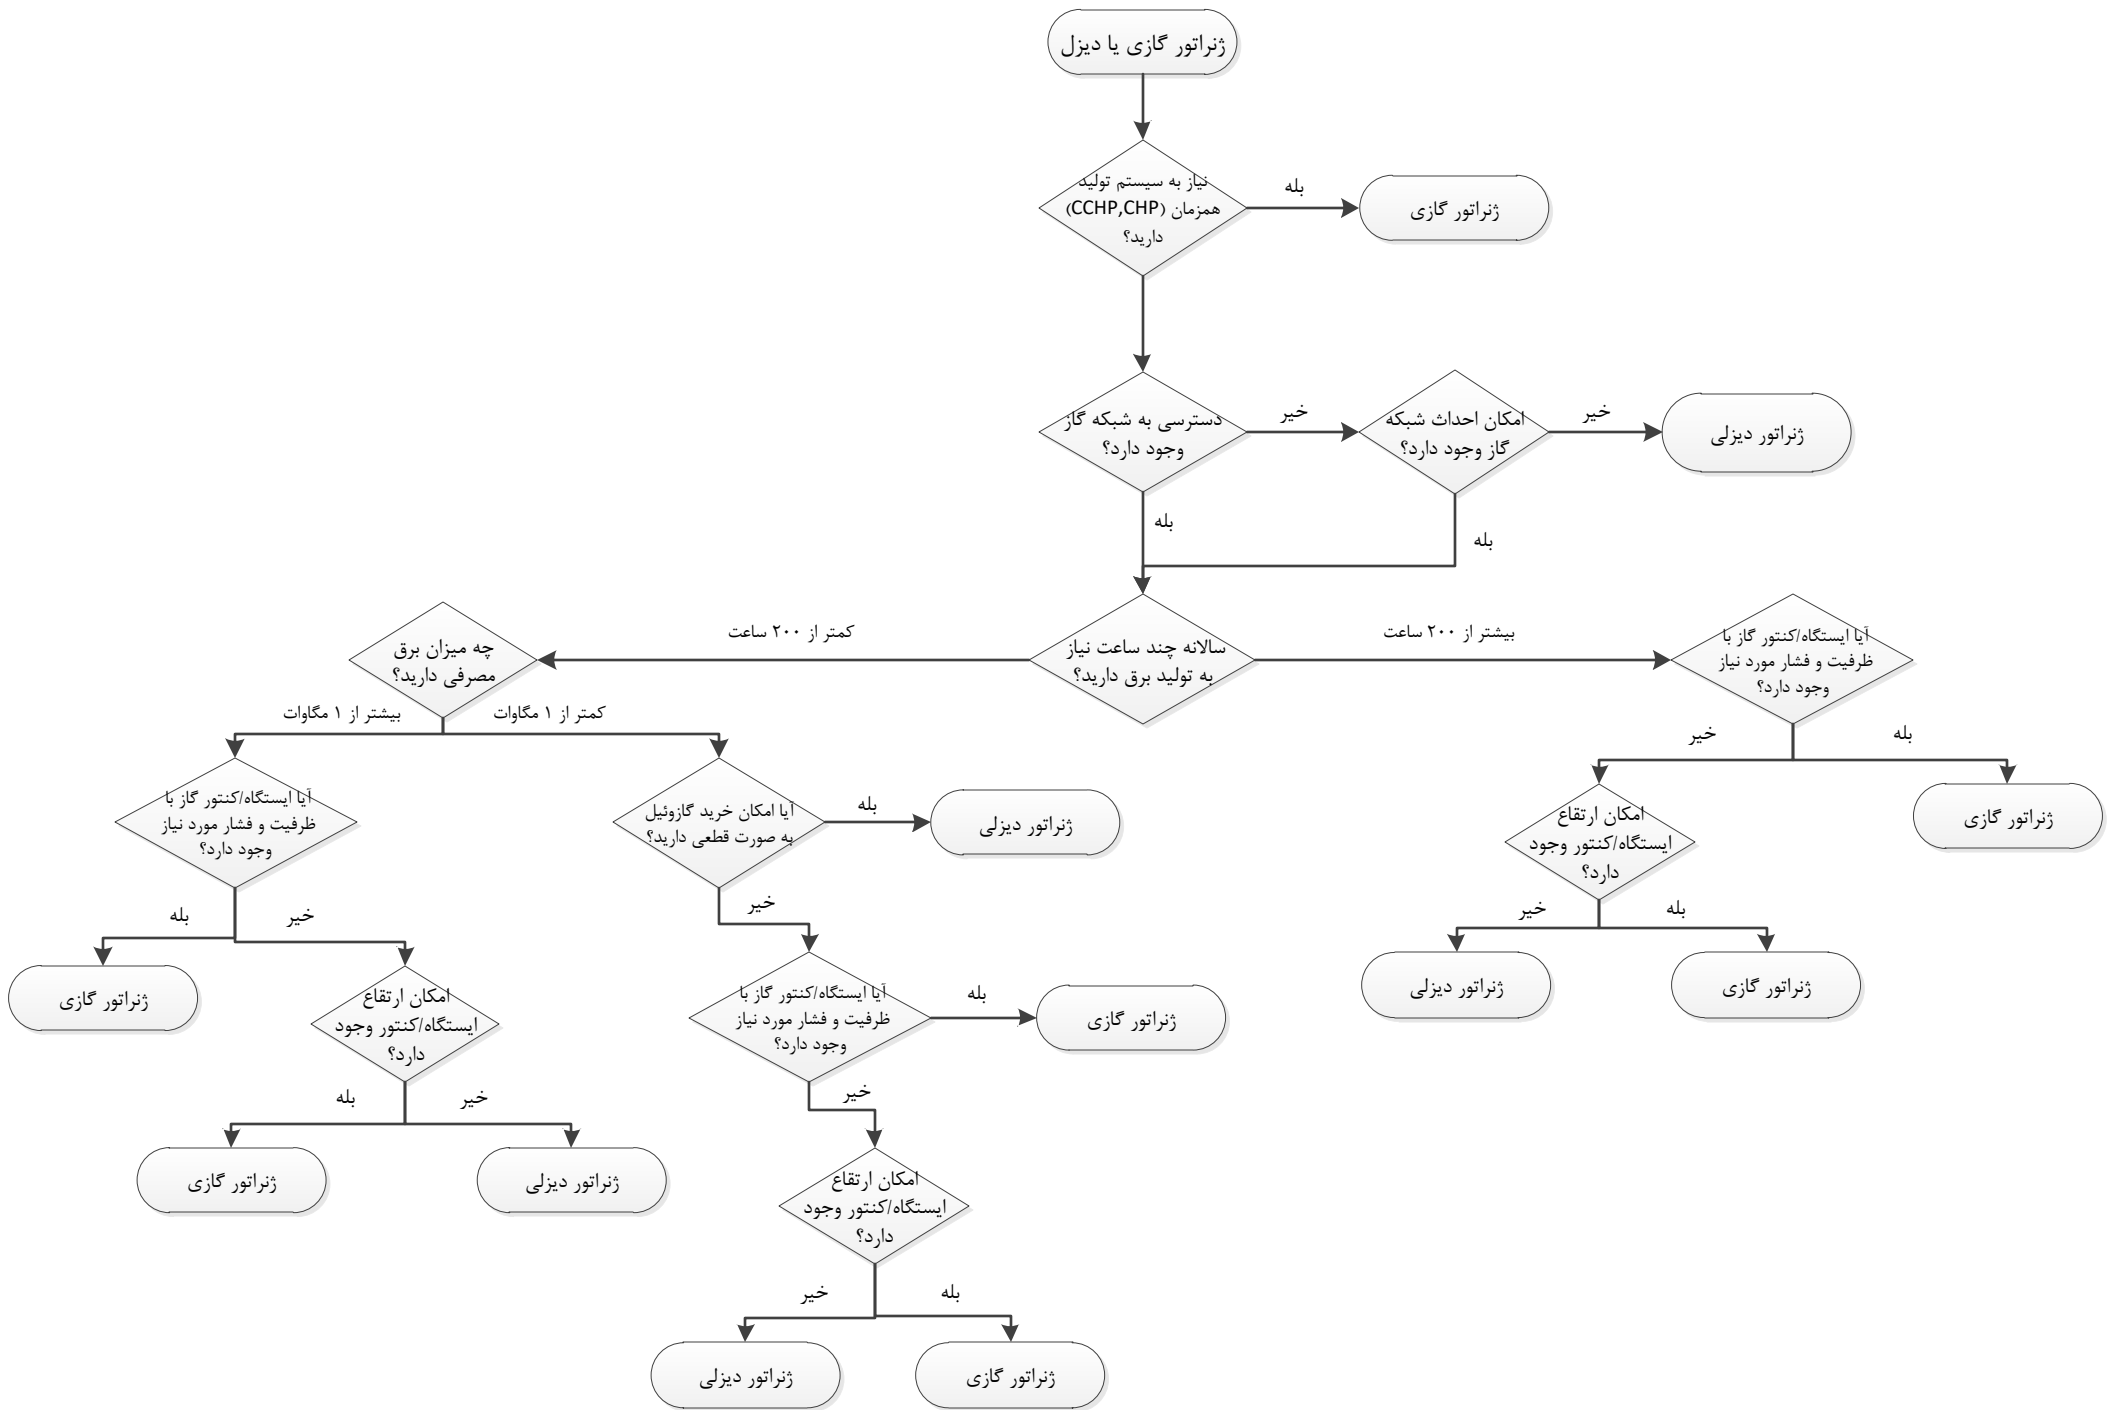 ژنراتور گازی یا دیزل
نیاز به سیستم تولید
همزمان (CCHP,CHP)
دارید؟
بله
ژنراتور گازی
دسترسی به شبکه گاز
وجود دارد؟
خیر
امکان احداث شبکه
گاز وجود دارد؟
خیر
ژنراتور دیزلی
بله
بله
سالانه چند ساعت نیاز
به تولید برق دارید؟
بیشتر از ۲۰۰ ساعت
آیا ایستگاه/کنتور گاز با
ظرفیت و فشار مورد نیاز
وجود دارد؟
بله
ژنراتور گازی
خیر
امکان ارتقاع
ایستگاه/کنتور وجود
دارد؟
بله
ژنراتور گازی
خیر
ژنراتور دیزلی
کمتر از ۲۰۰ ساعت
چه میزان برق
مصرفی دارید؟
کمتر از ۱ مگاوات
آیا امکان خرید گازوئیل
به صورت قطعی دارید؟
بله
ژنراتور دیزلی
خیر
آیا ایستگاه/کنتور گاز با
ظرفیت و فشار مورد نیاز
وجود دارد؟
بله
ژنراتور گازی
خیر
امکان ارتقاع
ایستگاه/کنتور وجود
دارد؟
بله
ژنراتور گازی
خیر
ژنراتور دیزلی
بیشتر از ۱ مگاوات
آیا ایستگاه/کنتور گاز با
ظرفیت و فشار مورد نیاز
وجود دارد؟
بله
ژنراتور گازی
خیر
امکان ارتقاع
ایستگاه/کنتور وجود
دارد؟
خیر
ژنراتور دیزلی
بله
ژنراتور گازی